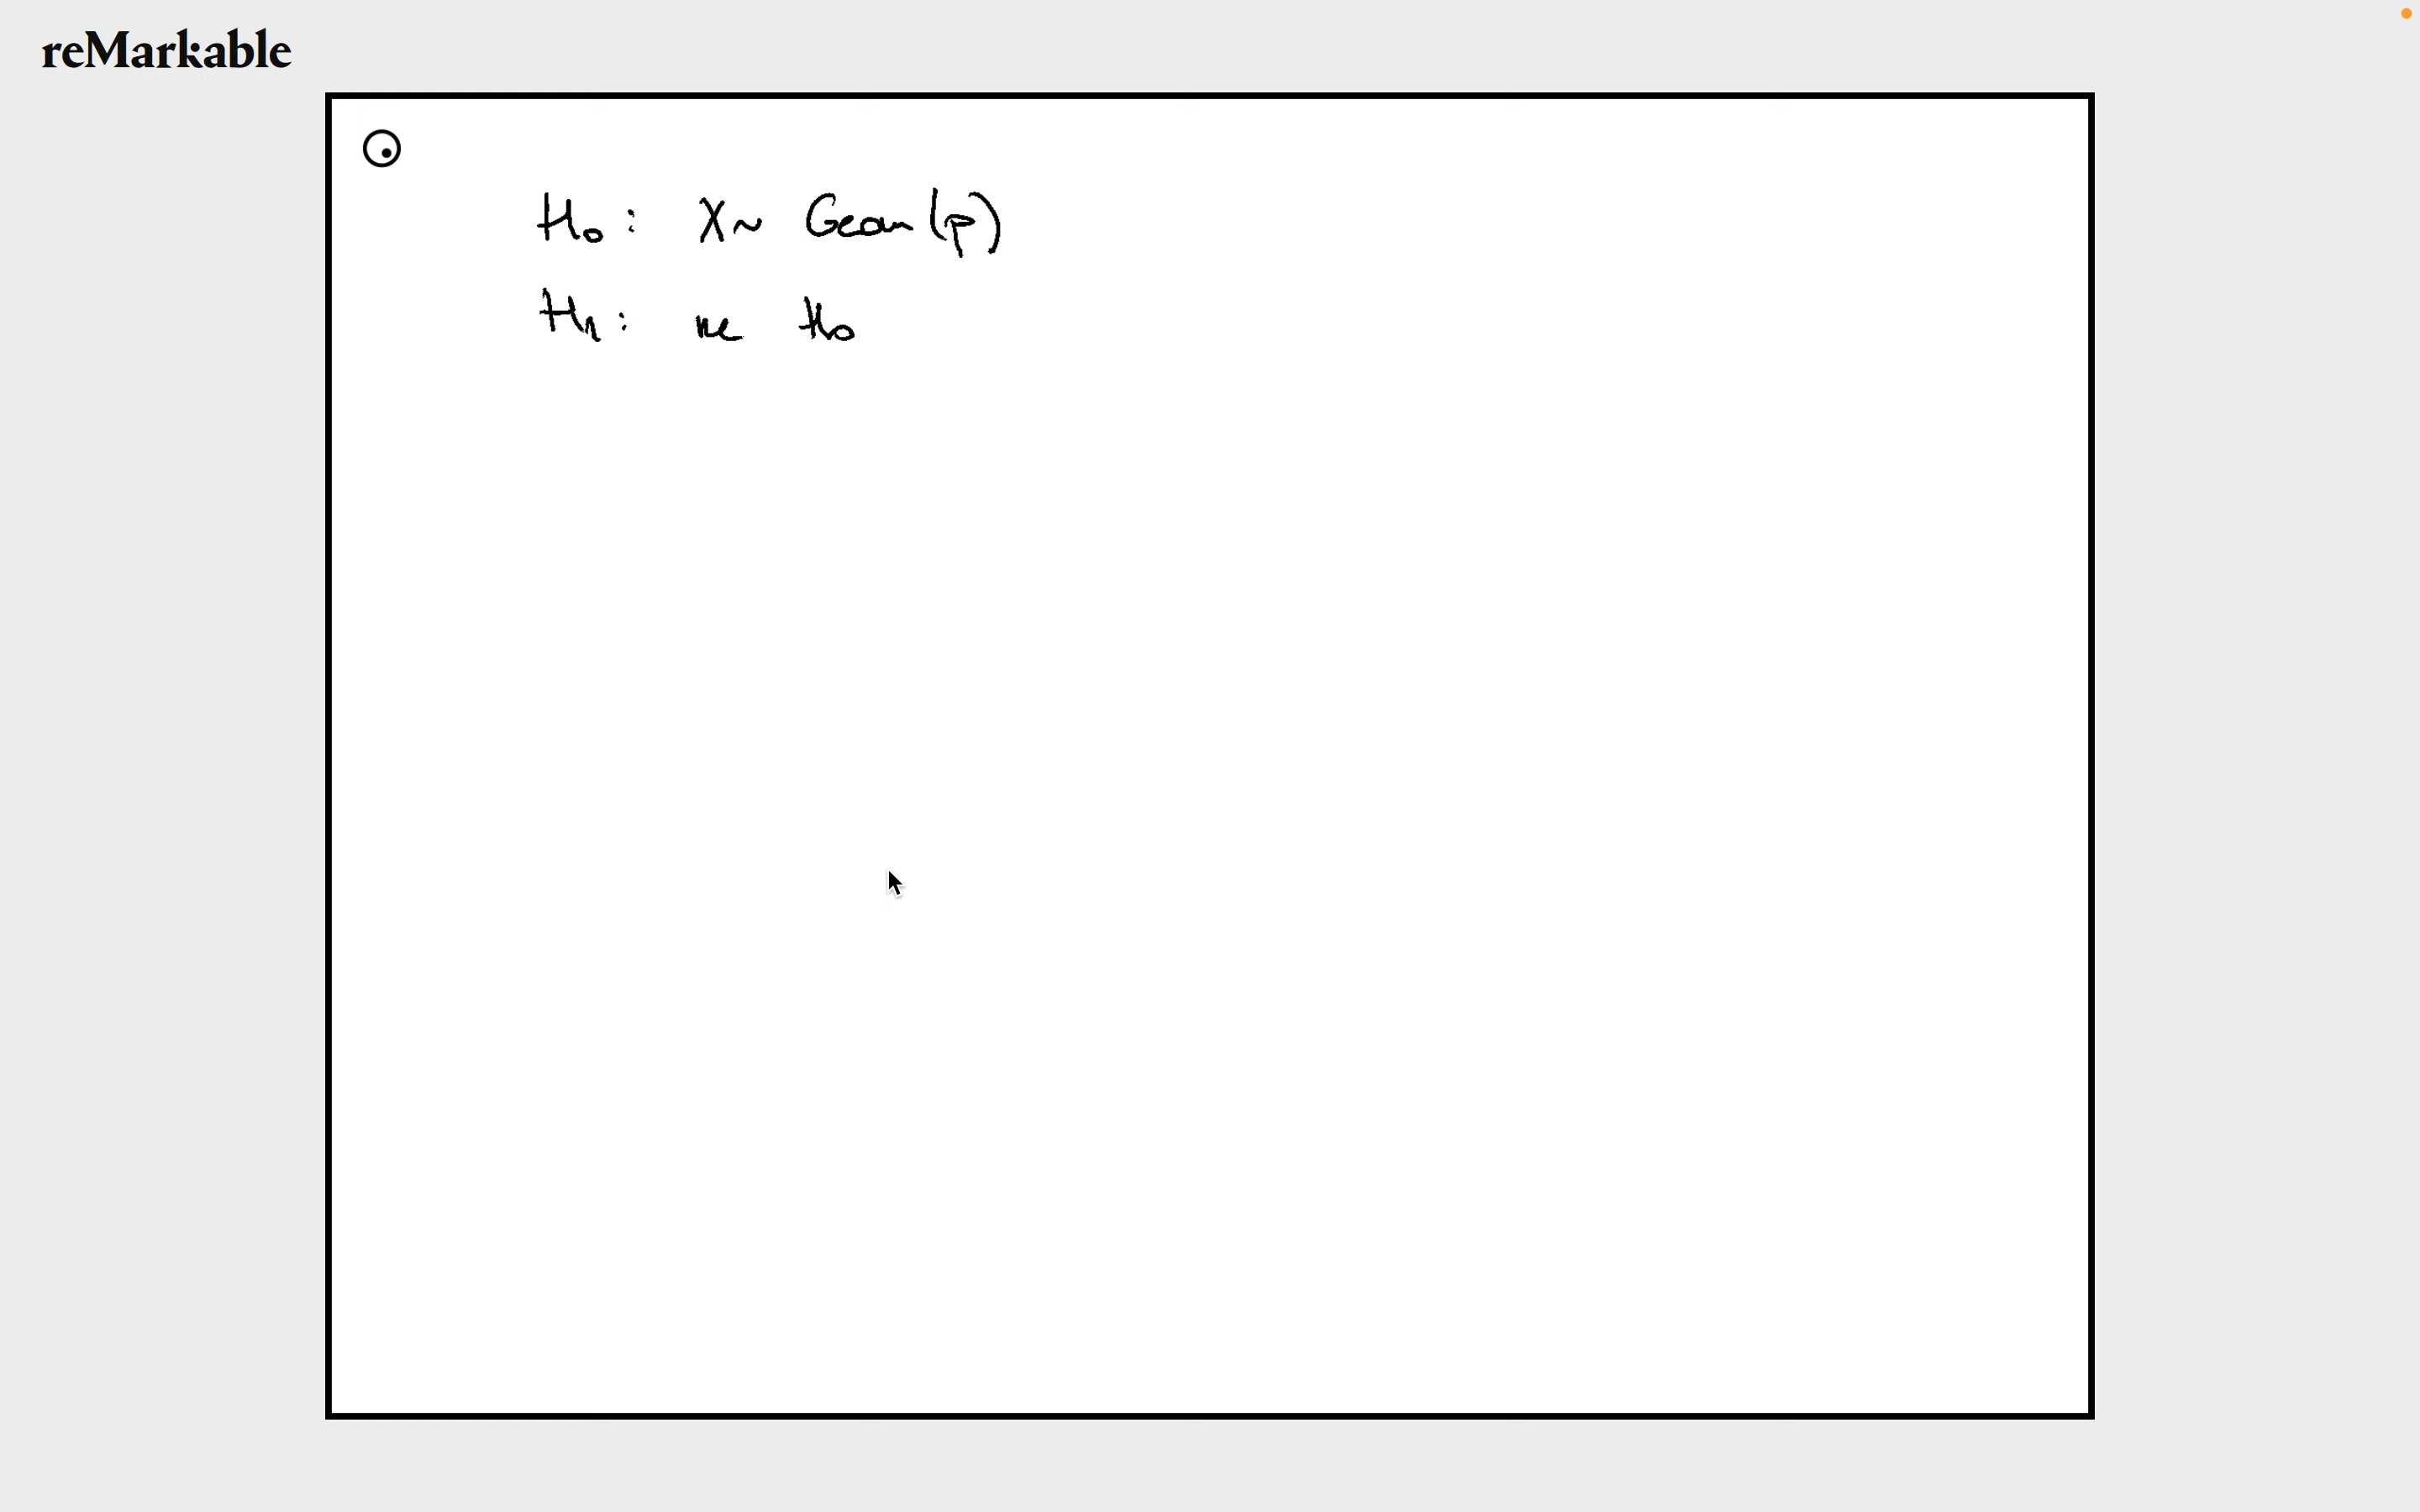 reMarkable
H₀: X ~ Geom(p)
H₁: ne H₀